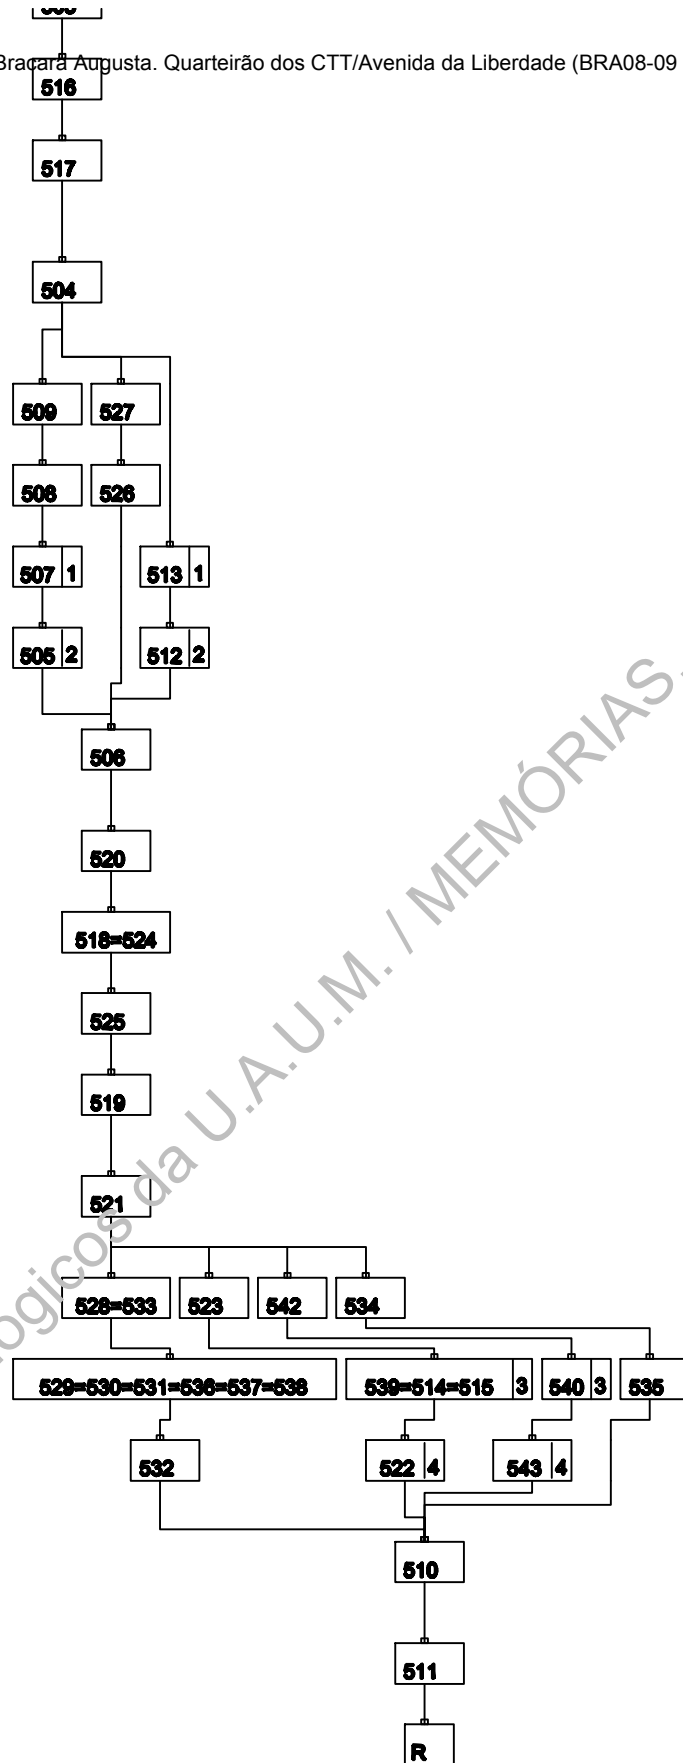 Bracara Augusta. Quarteirão dos CTT/Avenida da Liberdade (BRA08-09
516
517
504
509 527
508 526
507 1 513 1
505 2 512 2
506
520
518=524
525
519
521
528=533 523 542 534
529=530=531=536=537=538 539=514=515 3 540 3 535
532 522 4 543 4
510
511
R
ogicos da U.A.U.M. / MEMÓRIAS,